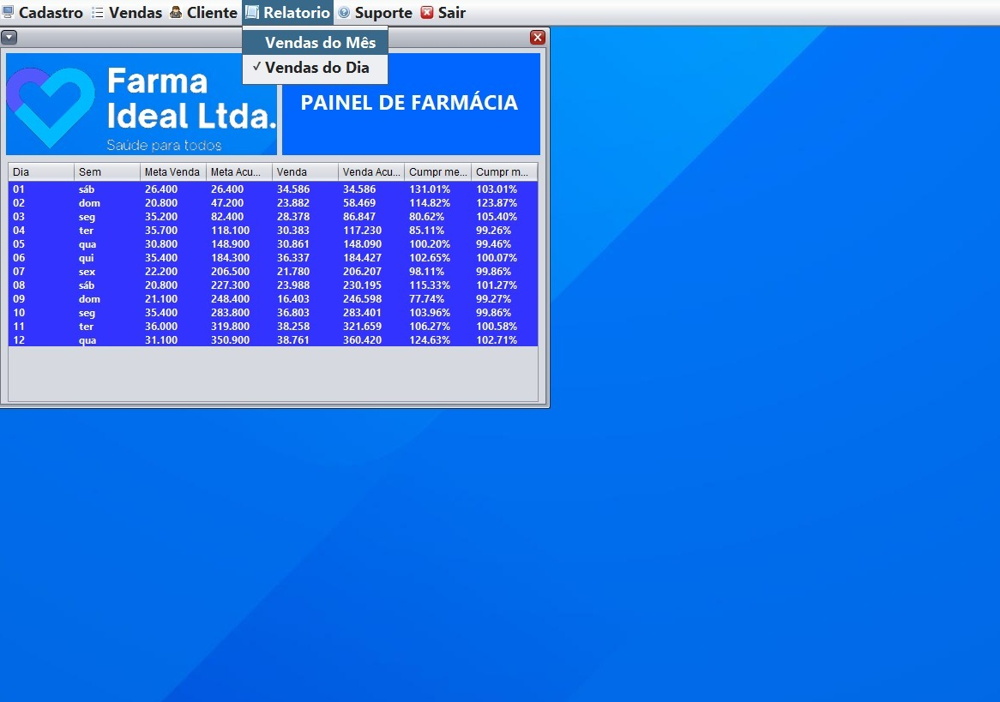 Cadastro Vendas Cliente Relatorio Suporte Sair
Vendas do Mês
✓ Vendas do Dia
Farma
Ideal Ltda.
Saúde para todos
PAINEL DE FARMÁCIA
Dia Sem Meta Venda Meta Acu... Venda Venda Acu... Cumpr me... Cumpr m...
01 sáb 26.400 26.400 34.586 34.586 131.01% 103.01%
02 dom 20.800 47.200 23.882 58.469 114.82% 123.87%
03 seg 35.200 82.400 28.378 86.847 80.62% 105.40%
04 ter 35.700 118.100 30.383 117.230 85.11% 99.26%
05 qua 30.800 148.900 30.861 148.090 100.20% 99.46%
06 qui 35.400 184.300 36.337 184.427 102.65% 100.07%
07 sex 22.200 206.500 21.780 206.207 98.11% 99.86%
08 sáb 20.800 227.300 23.988 230.195 115.33% 101.27%
09 dom 21.100 248.400 16.403 246.598 77.74% 99.27%
10 seg 35.400 283.800 36.803 283.401 103.96% 99.86%
11 ter 36.000 319.800 38.258 321.659 106.27% 100.58%
12 qua 31.100 350.900 38.761 360.420 124.63% 102.71%